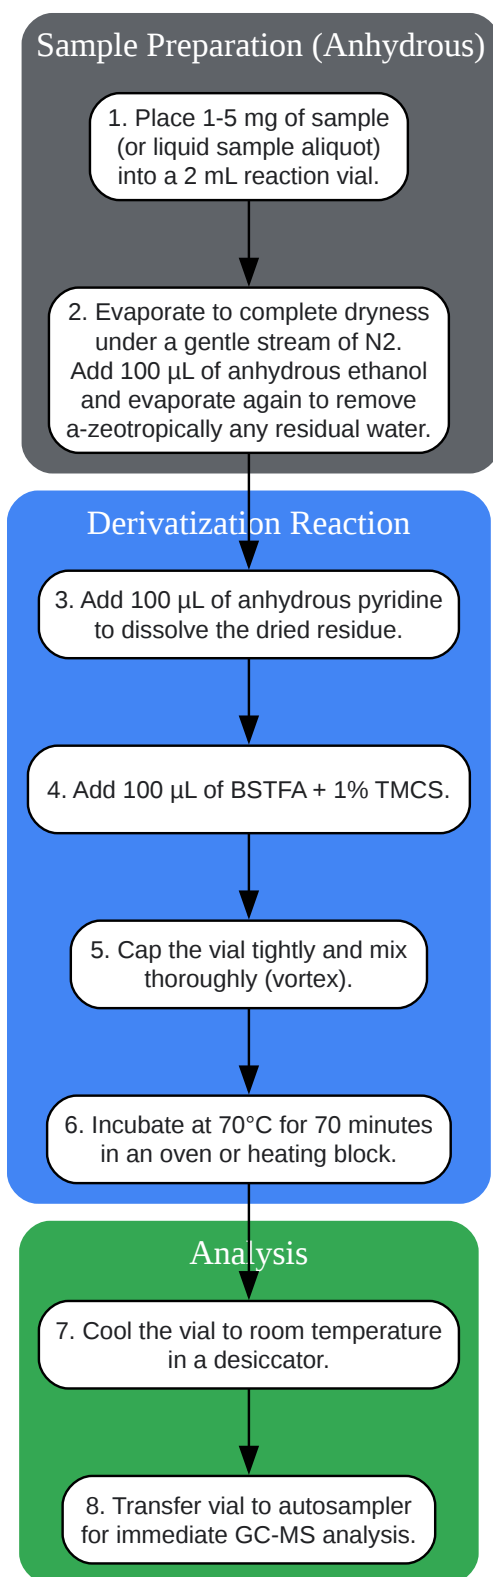 Sample Preparation (Anhydrous)
1. Place 1-5 mg of sample
(or liquid sample aliquot)
into a 2 mL reaction vial.
2. Evaporate to complete dryness
under a gentle stream of N2.
Add 100 µL of anhydrous ethanol
and evaporate again to remove
a-zeotropically any residual water.
Derivatization Reaction
3. Add 100 µL of anhydrous pyridine
to dissolve the dried residue.
4. Add 100 µL of BSTFA + 1% TMCS.
5. Cap the vial tightly and mix
thoroughly (vortex).
6. Incubate at 70°C for 70 minutes
in an oven or heating block.
Analysis
7. Cool the vial to room temperature
in a desiccator.
8. Transfer vial to autosampler
for immediate GC-MS analysis.